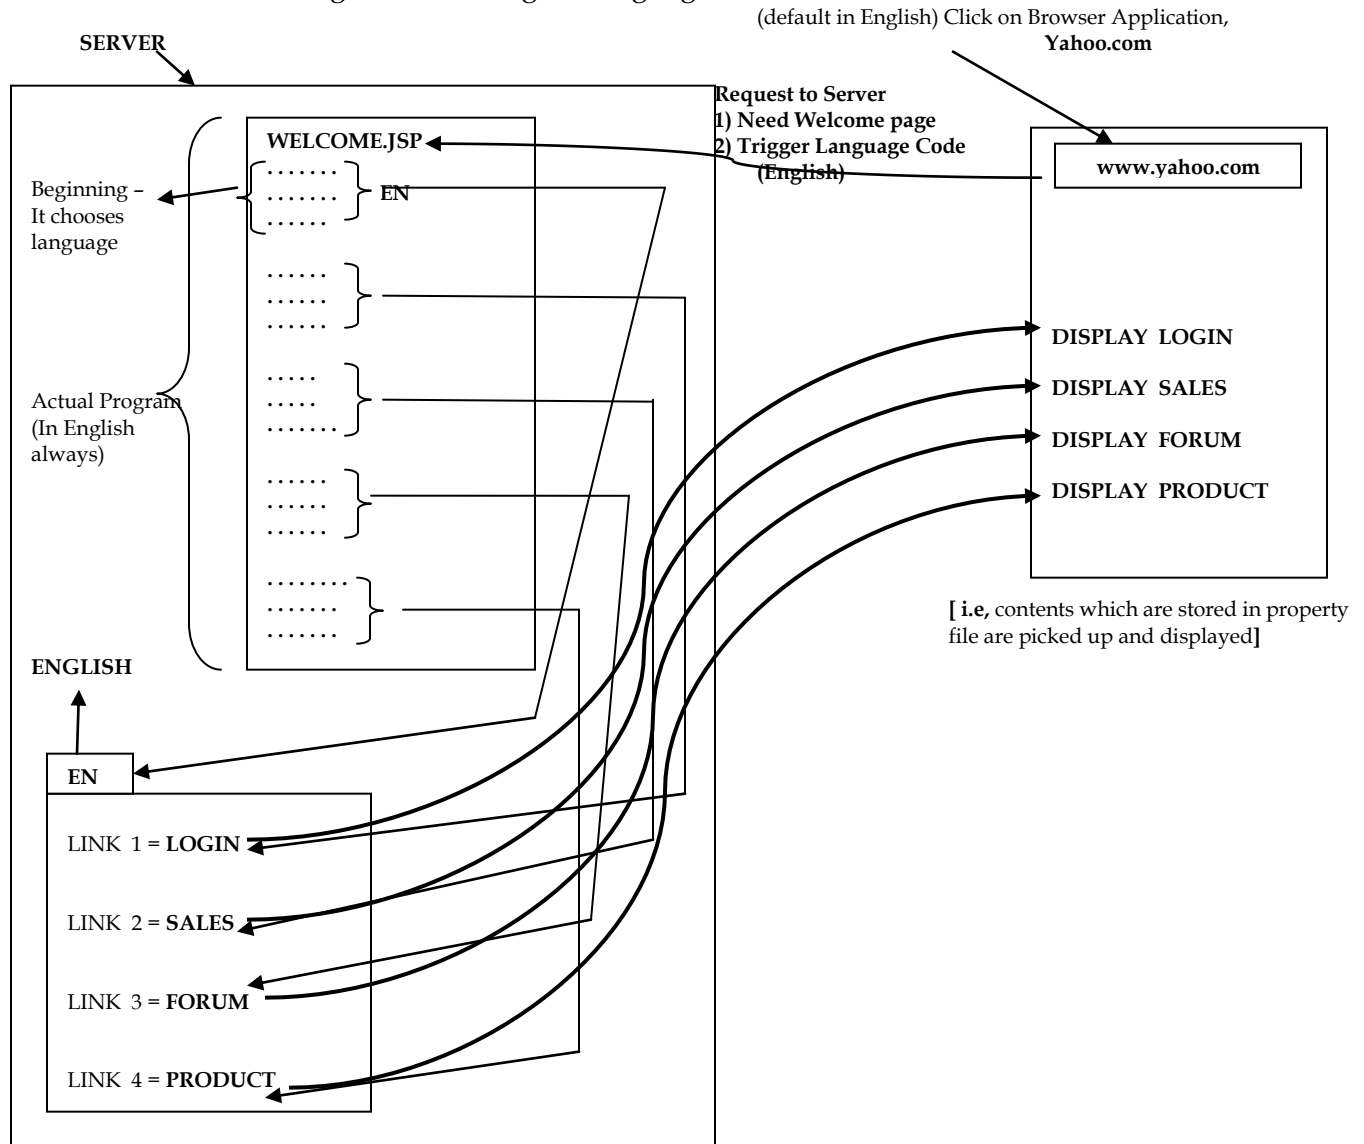 (default in English) Click on Browser Application,
Yahoo.com
SERVER
Request to Server
1) Need Welcome page
2) Trigger Language Code
(English)
www.yahoo.com
WELCOME.JSP
. . . . . . .
. . . . . . .
. . . . . .
EN
Beginning –
It chooses
language
. . . . . .
. . . . . .
. . . . . .
. . . . .
. . . . .
. . . . . . .
Actual Program
(In English
always)
. . . . . .
. . . . . .
. . . . . .
. . . . . . . .
. . . . . . .
. . . . . . .
DISPLAY LOGIN
DISPLAY SALES
DISPLAY FORUM
DISPLAY PRODUCT
[ i.e, contents which are stored in property
file are picked up and displayed]
ENGLISH
EN
LINK 1 = LOGIN
LINK 2 = SALES
LINK 3 = FORUM
LINK 4 = PRODUCT